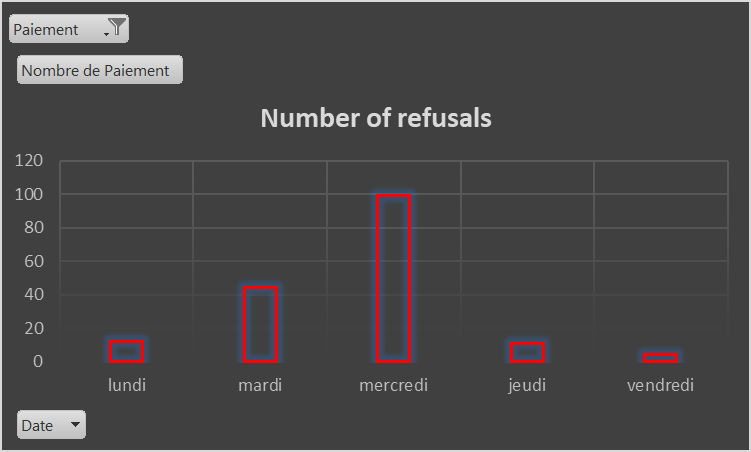 Paiement
Nombre de Paiement
Number of refusals
120
100
80
60
40
20
0
lundi mardi mercredi jeudi vendredi
Date